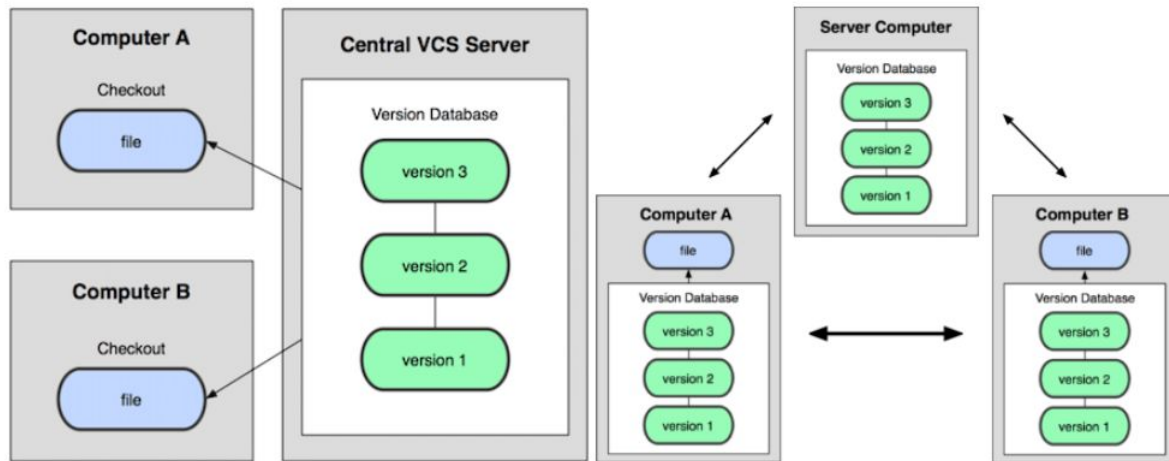 Computer A
Checkout
file
Computer B
Checkout
file
Central VCS Server
Version Database
version 3
version 2
version 1
Server Computer
Version Database
version 3
version 2
version 1
Computer A
file
Version Database
version 3
version 2
version 1
Computer B
file
Version Database
version 3
version 2
version 1